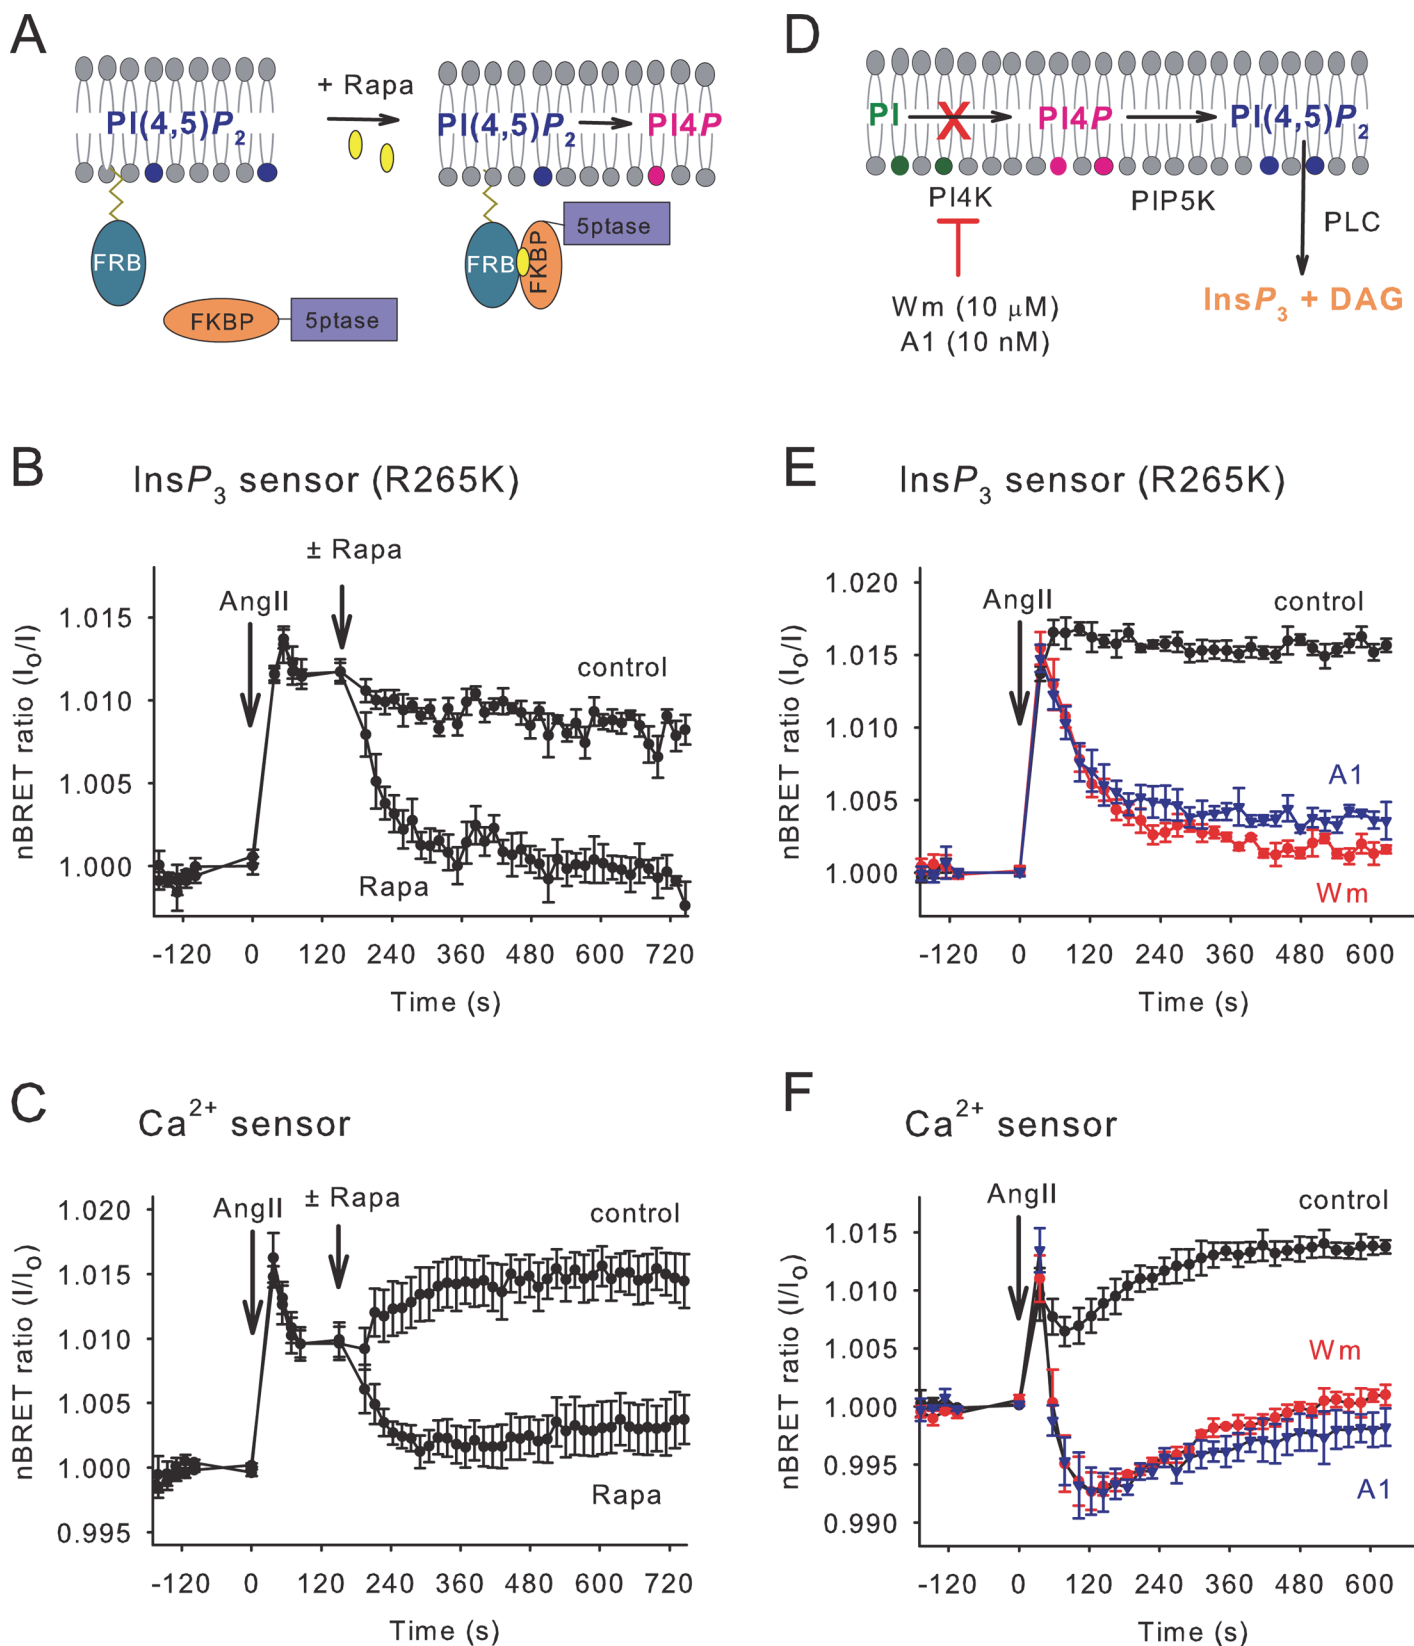 A
+ Rapa
PI(4,5)P2
PI(4,5)P2
PI4P
FRB
FKBP
5ptase
FRB
FKBP
5ptase
D
PI
X
PI4P
PI(4,5)P2
PI4K
PIP5K
PLC
Wm (10 μM)
A1 (10 nM)
InsP3 + DAG
B
InsP3 sensor (R265K)
± Rapa
AngII
control
Rapa
nBRET ratio (I0/I)
1.015
1.010
1.005
1.000
-120 0 120 240 360 480 600 720
Time (s)
E
InsP3 sensor (R265K)
AngII
control
A1
Wm
nBRET ratio (I0/I)
1.020
1.015
1.010
1.005
1.000
-120 0 120 240 360 480 600
Time (s)
C
Ca2+ sensor
AngII
± Rapa
control
Rapa
nBRET ratio (I/I0)
1.020
1.015
1.010
1.005
1.000
0.995
-120 0 120 240 360 480 600 720
Time (s)
F
Ca2+ sensor
AngII
control
Wm
A1
nBRET ratio (I/I0)
1.015
1.010
1.005
1.000
0.995
0.990
-120 0 120 240 360 480 600
Time (s)